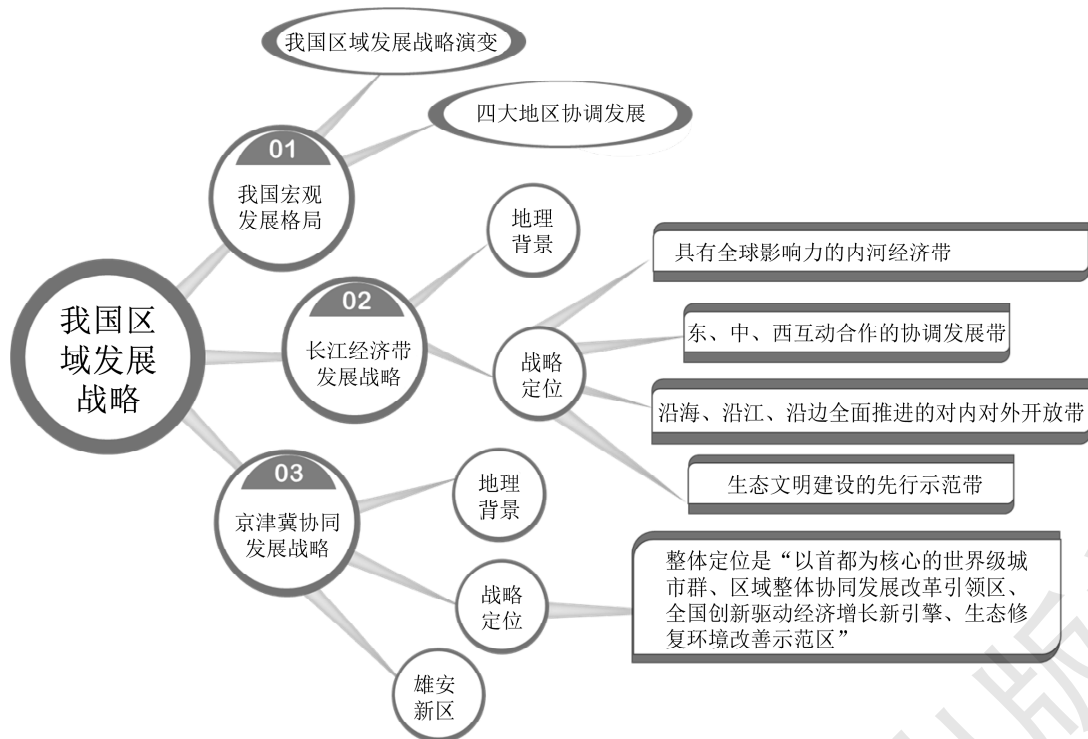 我国区域发展战略演变
四大地区协调发展
01
我国宏观
发展格局
我国区
域发展
战略
02
长江经济带
发展战略
地理
背景
战略
定位
具有全球影响力的内河经济带
东、中、西互动合作的协调发展带
沿海、沿江、沿边全面推进的对内对外开放带
生态文明建设的先行示范带
03
京津冀协同
发展战略
地理
背景
战略
定位
整体定位是“以首都为核心的世界级城
市群、区域整体协同发展改革引领区、
全国创新驱动经济增长新引擎、生态修
复环境改善示范区”
雄安
新区
版